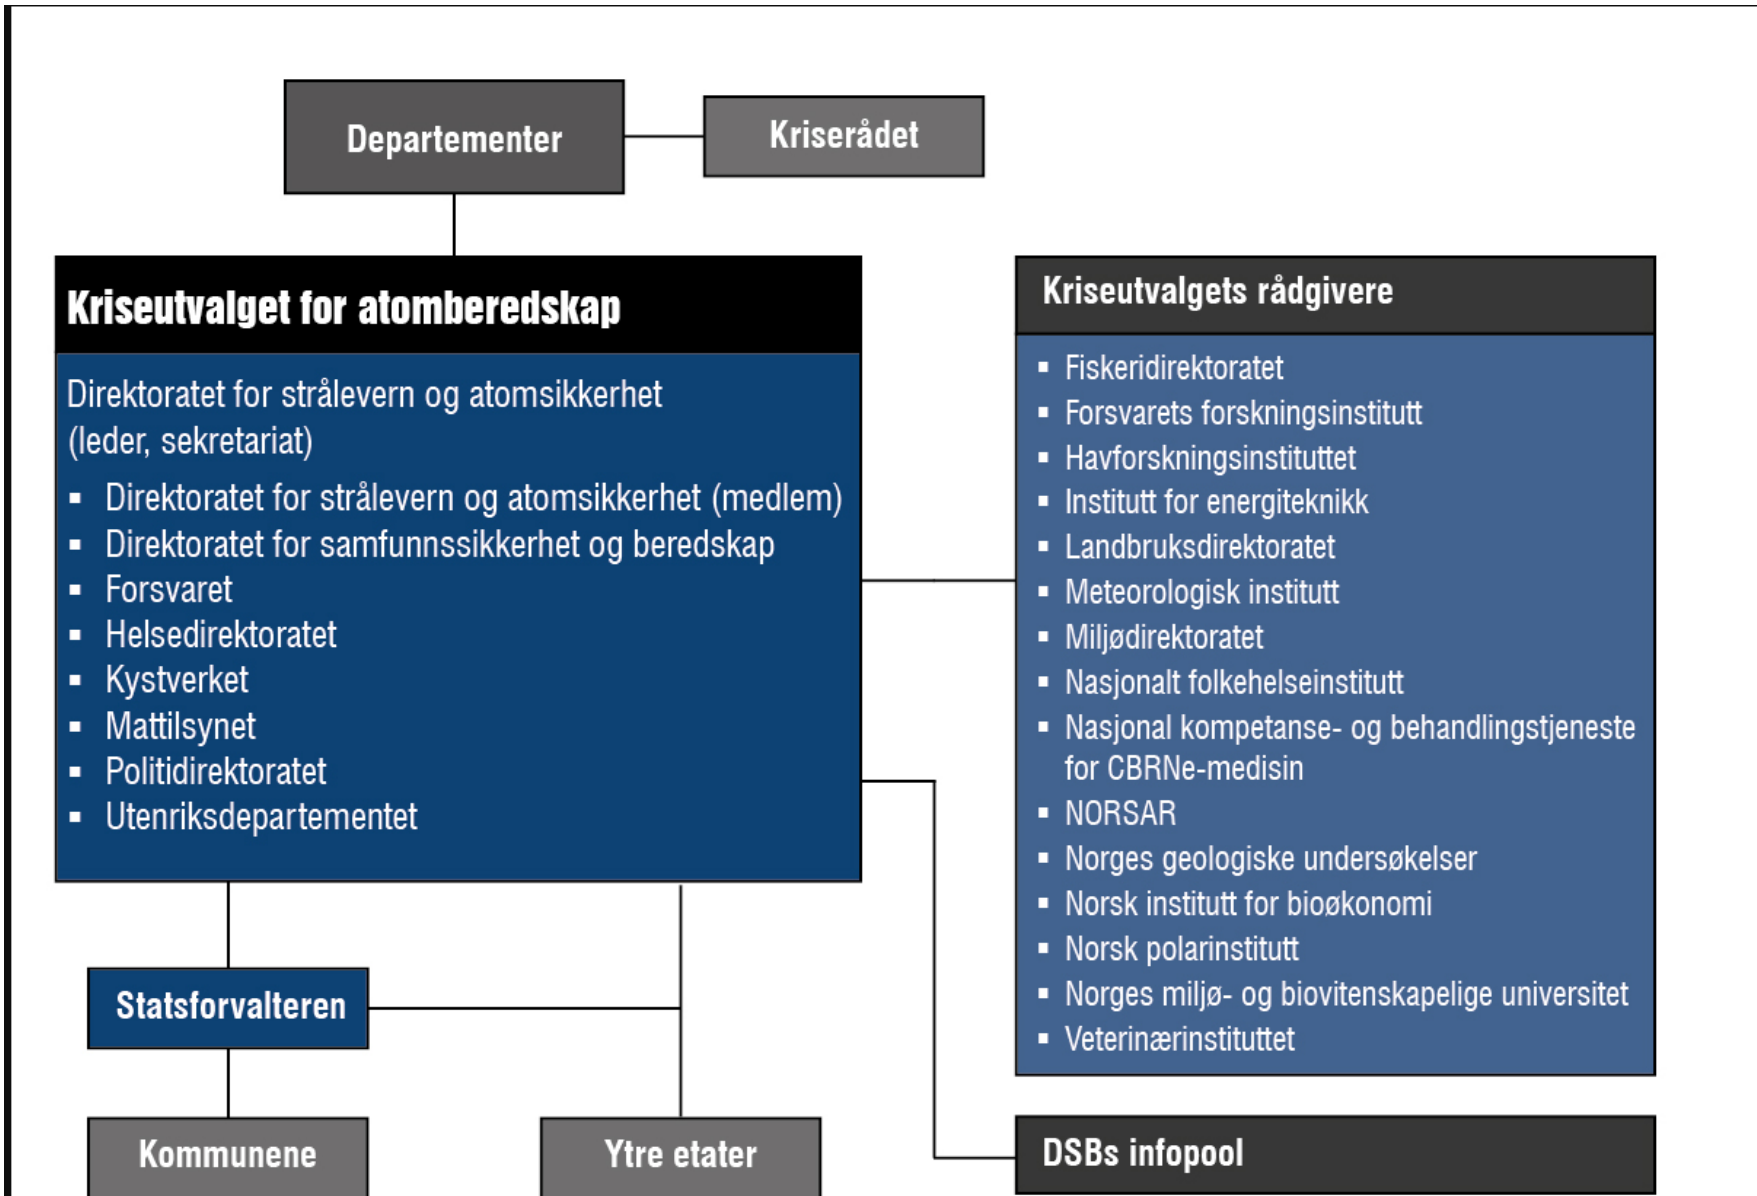 Departementer
Kriserådet
Kriseutvalget for atomberedskap
Direktoratet for strålevern og atomsikkerhet
(leder, sekretariat)
▪ Direktoratet for strålevern og atomsikkerhet (medlem)
▪ Direktoratet for samfunnssikkerhet og beredskap
▪ Forsvaret
▪ Helsedirektoratet
▪ Kystverket
▪ Mattilsynet
▪ Politidirektoratet
▪ Utenriksdepartementet
Kriseutvalgets rådgivere
▪ Fiskeridirektoratet
▪ Forsvarets forskningsinstitutt
▪ Havforskningsinstituttet
▪ Institutt for energiteknikk
▪ Landbruksdirektoratet
▪ Meteorologisk institutt
▪ Miljødirektoratet
▪ Nasjonalt folkehelseinstitutt
▪ Nasjonal kompetanse- og behandlingstjeneste
for CBRNe-medisin
▪ NORSAR
▪ Norges geologiske undersøkelser
▪ Norsk institutt for bioøkonomi
▪ Norsk polarinstitutt
▪ Norges miljø- og biovitenskapelige universitet
▪ Veterinærinstituttet
Statsforvalteren
Kommunene
Ytre etater
DSBs infopool